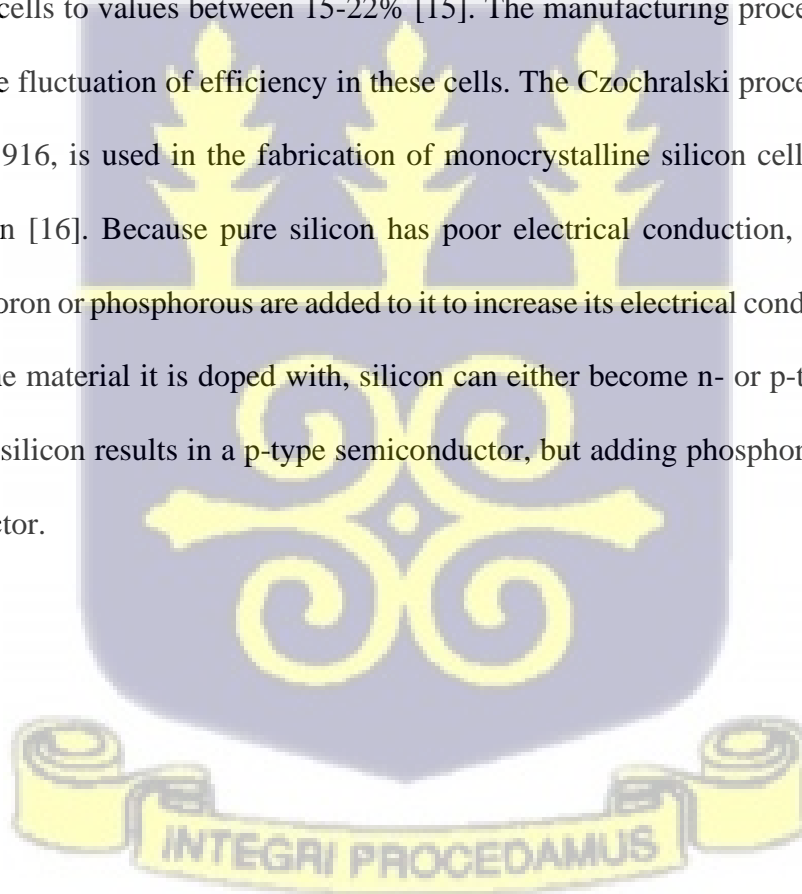 cells to values between 15-22% [15]. The manufacturing proce
e fluctuation of efficiency in these cells. The Czochralski proce
916, is used in the fabrication of monocrystalline silicon cell
n [16]. Because pure silicon has poor electrical conduction,
oron or phosphorous are added to it to increase its electrical cond
ne material it is doped with, silicon can either become n- or p-t
silicon results in a p-type semiconductor, but adding phosphor
ctor.
INTEGRI PROCEDAMUS